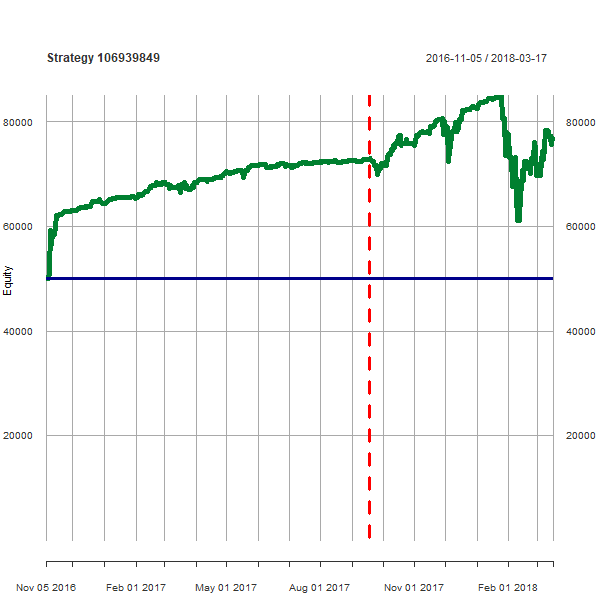 Strategy 106939849
2016-11-05 / 2018-03-17
80000
80000
60000
60000
Equity
40000
40000
20000
20000
Nov 05 2016
Feb 01 2017
May 01 2017
Aug 01 2017
Nov 01 2017
Feb 01 2018